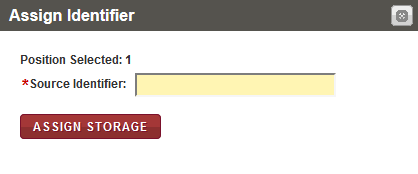 Assign Identifier
Position Selected: 1
*Source Identifier:
ASSIGN STORAGE